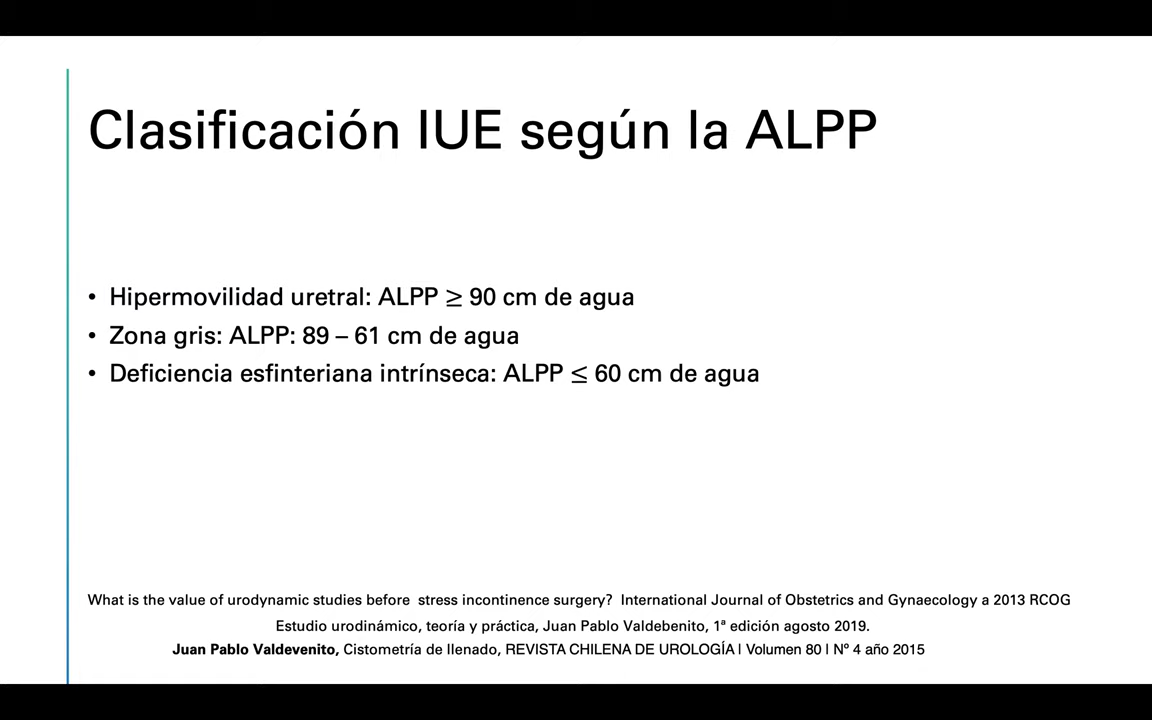 Clasificación IUE según la ALPP
• Hipermovilidad uretral: ALPP ≥ 90 cm de agua
• Zona gris: ALPP: 89 – 61 cm de agua
• Deficiencia esfinteriana intrínseca: ALPP ≤ 60 cm de agua
What is the value of urodynamic studies before stress incontinence surgery? International Journal of Obstetrics and Gynaecology a 2013 RCOG
Estudio urodinámico, teoría y práctica, Juan Pablo Valdebenito, 1ª edición agosto 2019.
Juan Pablo Valdevenito, Cistometría de llenado, REVISTA CHILENA DE UROLOGÍA | Volumen 80 | Nº 4 año 2015